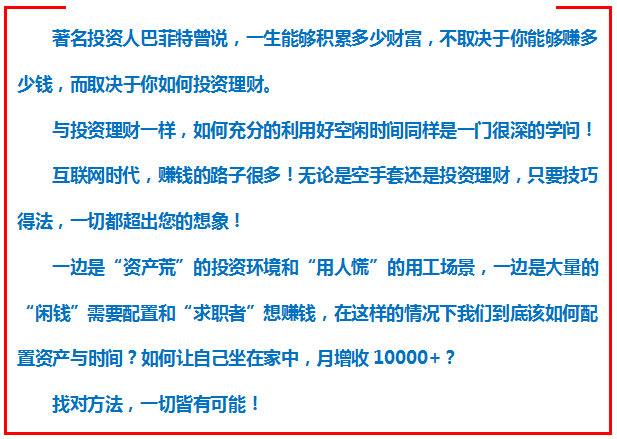 著名投资人巴菲特曾说，一生能够积累多少财富，不取决于你能够赚多
少钱，而取决于你如何投资理财。
与投资理财一样，如何充分的利用好空闲时间同样是一门很深的学问！
互联网时代，赚钱的路子很多！无论是空手套还是投资理财，只要技巧
得法，一切都超出您的想象！
一边是“资产荒”的投资环境和“用人慌”的用工场景，一边是大量的
“闲钱”需要配置和“求职者”想赚钱，在这样的情况下我们到底该如何配
置资产与时间？如何让自己坐在家中，月增收 10000+？
找对方法，一切皆有可能！